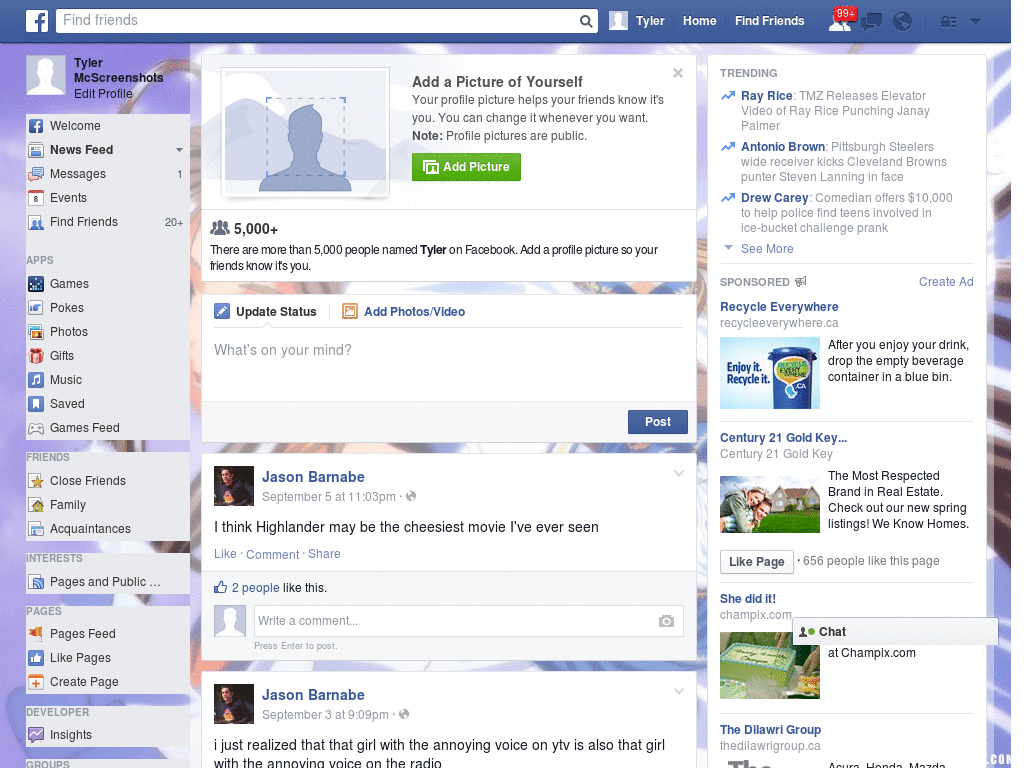 Find friends
Tyler
Home
Find Friends
99+
Tyler
McScreenshots
Edit Profile
Welcome
News Feed
Messages 1
8 Events
Find Friends 20+
APPS
Games
Pokes
Photos
Gifts
Music
Saved
Games Feed
FRIENDS
Close Friends
Family
Acquaintances
INTERESTS
Pages and Public ...
PAGES
Pages Feed
Like Pages
Create Page
DEVELOPER
Insights
GROUPS
Add a Picture of Yourself
Your profile picture helps your friends know it's
you. You can change it whenever you want.
Note: Profile pictures are public.
Add Picture
5,000+
There are more than 5,000 people named Tyler on Facebook. Add a profile picture so your
friends know it's you.
Update Status
Add Photos/Video
What's on your mind?
Post
Jason Barnabe
September 5 at 11:03pm ·
I think Highlander may be the cheesiest movie I've ever seen
Like · Comment · Share
2 people like this.
Write a comment...
Press Enter to post.
Jason Barnabe
September 3 at 9:09pm ·
i just realized that that girl with the annoying voice on ytv is also that girl
with the annoying voice on the radio
TRENDING
Ray Rice: TMZ Releases Elevator
Video of Ray Rice Punching Janay
Palmer
Antonio Brown: Pittsburgh Steelers
wide receiver kicks Cleveland Browns
punter Steven Lanning in face
Drew Carey: Comedian offers $10,000
to help police find teens involved in
ice-bucket challenge prank
See More
SPONSORED
Create Ad
Recycle Everywhere
recycleeverywhere.ca
Enjoy it.
Recycle it.
RECYCLE
EVERYWHERE
.CA
After you enjoy your drink,
drop the empty beverage
container in a blue bin.
Century 21 Gold Key...
Century 21 Gold Key
The Most Respected
Brand in Real Estate.
Check out our new spring
listings! We Know Homes.
Like Page · 656 people like this page
She did it!
champix.com
Chat
at Champix.com
The Dilawri Group
thedilawrigroup.ca
The
Acura, Honda, Mazda
.COM